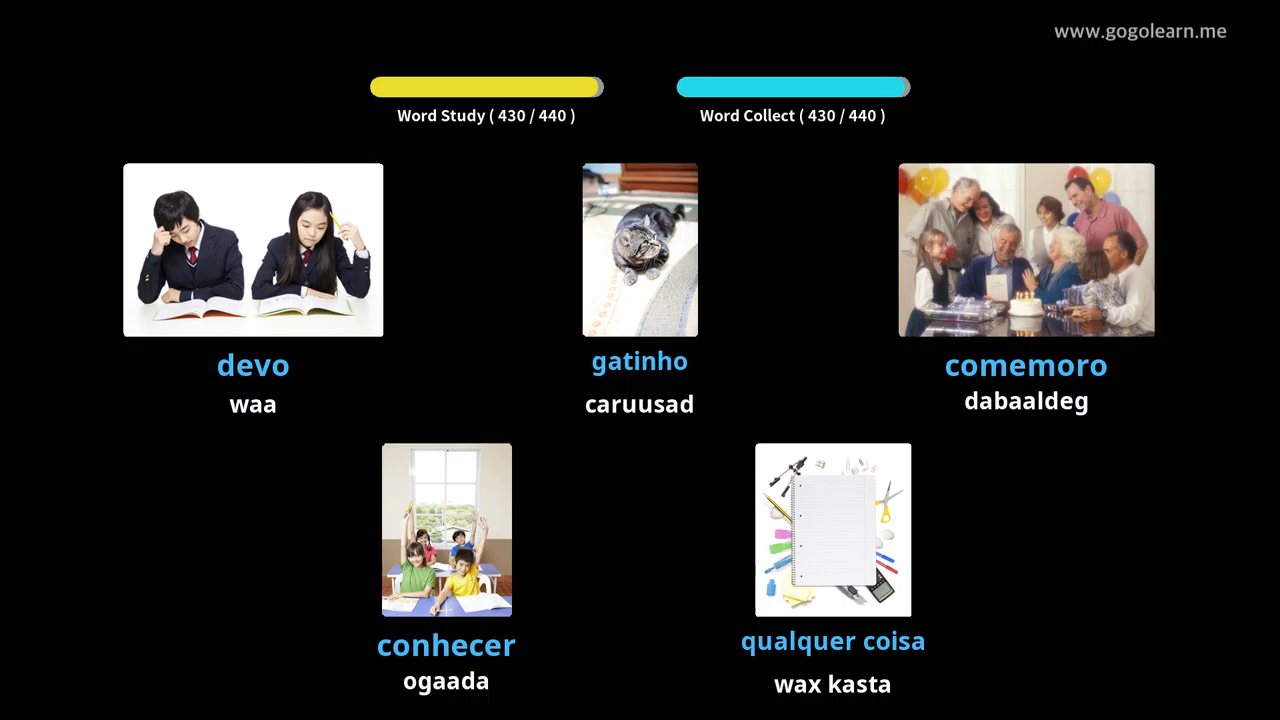 www.gogolearn.me
Word Study ( 430 / 440 )
Word Collect ( 430 / 440 )
devo
waa
gatinho
caruusad
comemoro
dabaaldeg
conhecer
ogaada
qualquer coisa
wax kasta